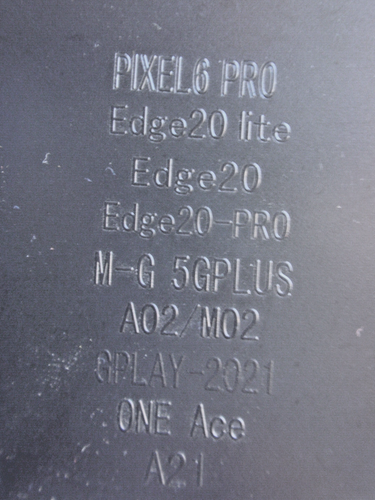 PIXEL6 PRO
Edge20 lite
Edge20
Edge20-PRO
M-G 5GPLUS
A02/M02
GPLAY-2021
ONE Ace
A21